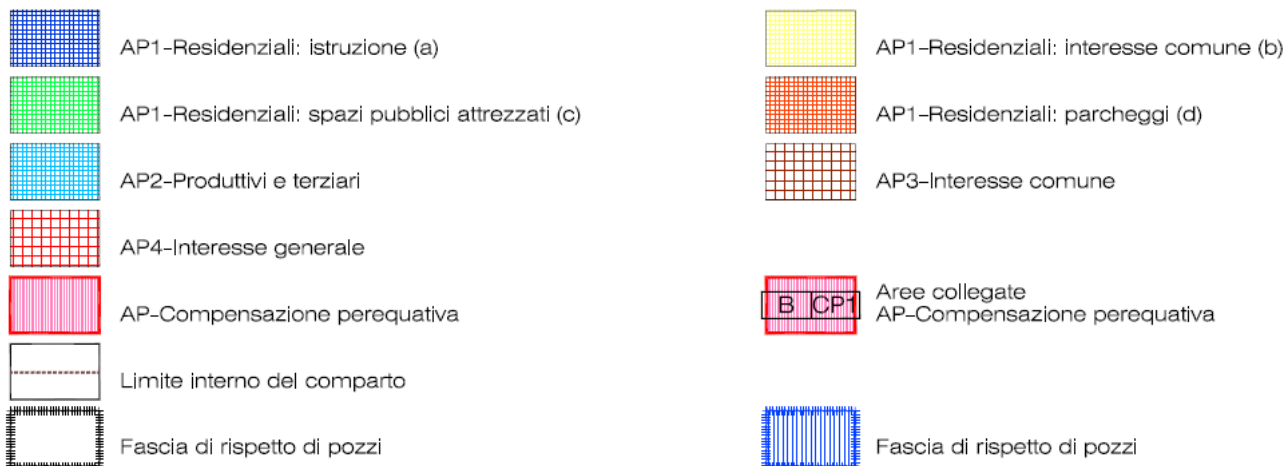 AP1-Residenziali: istruzione (a)
AP1-Residenziali: interesse comune (b)
AP1-Residenziali: spazi pubblici attrezzati (c)
AP1-Residenziali: parcheggi (d)
AP2-Produttivi e terziari
AP3-Interesse comune
AP4-Interesse generale
AP-Compensazione perequativa
B CP1
Aree collegate
AP-Compensazione perequativa
Limite interno del comparto
Fascia di rispetto di pozzi
Fascia di rispetto di pozzi